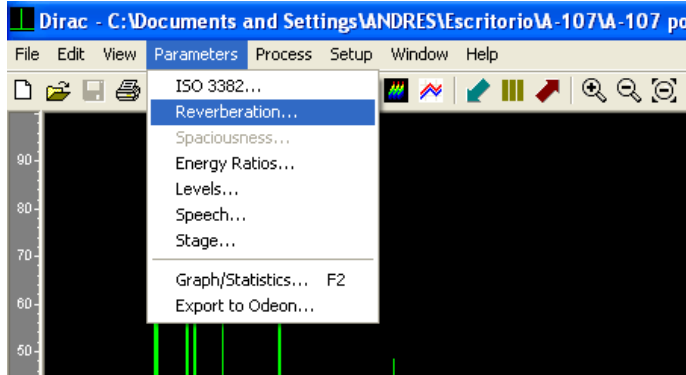 Dirac - C:\Documents and Settings\ANDRES\Escritorio\A-107\A-107 po
File Edit View Parameters Process Setup Window Help
ISO 3382...
Reverberation...
Spaciousness...
Energy Ratios...
Levels...
Speech...
Stage...
Graph/Statistics... F2
Export to Odeon...
90
80
70
60
50